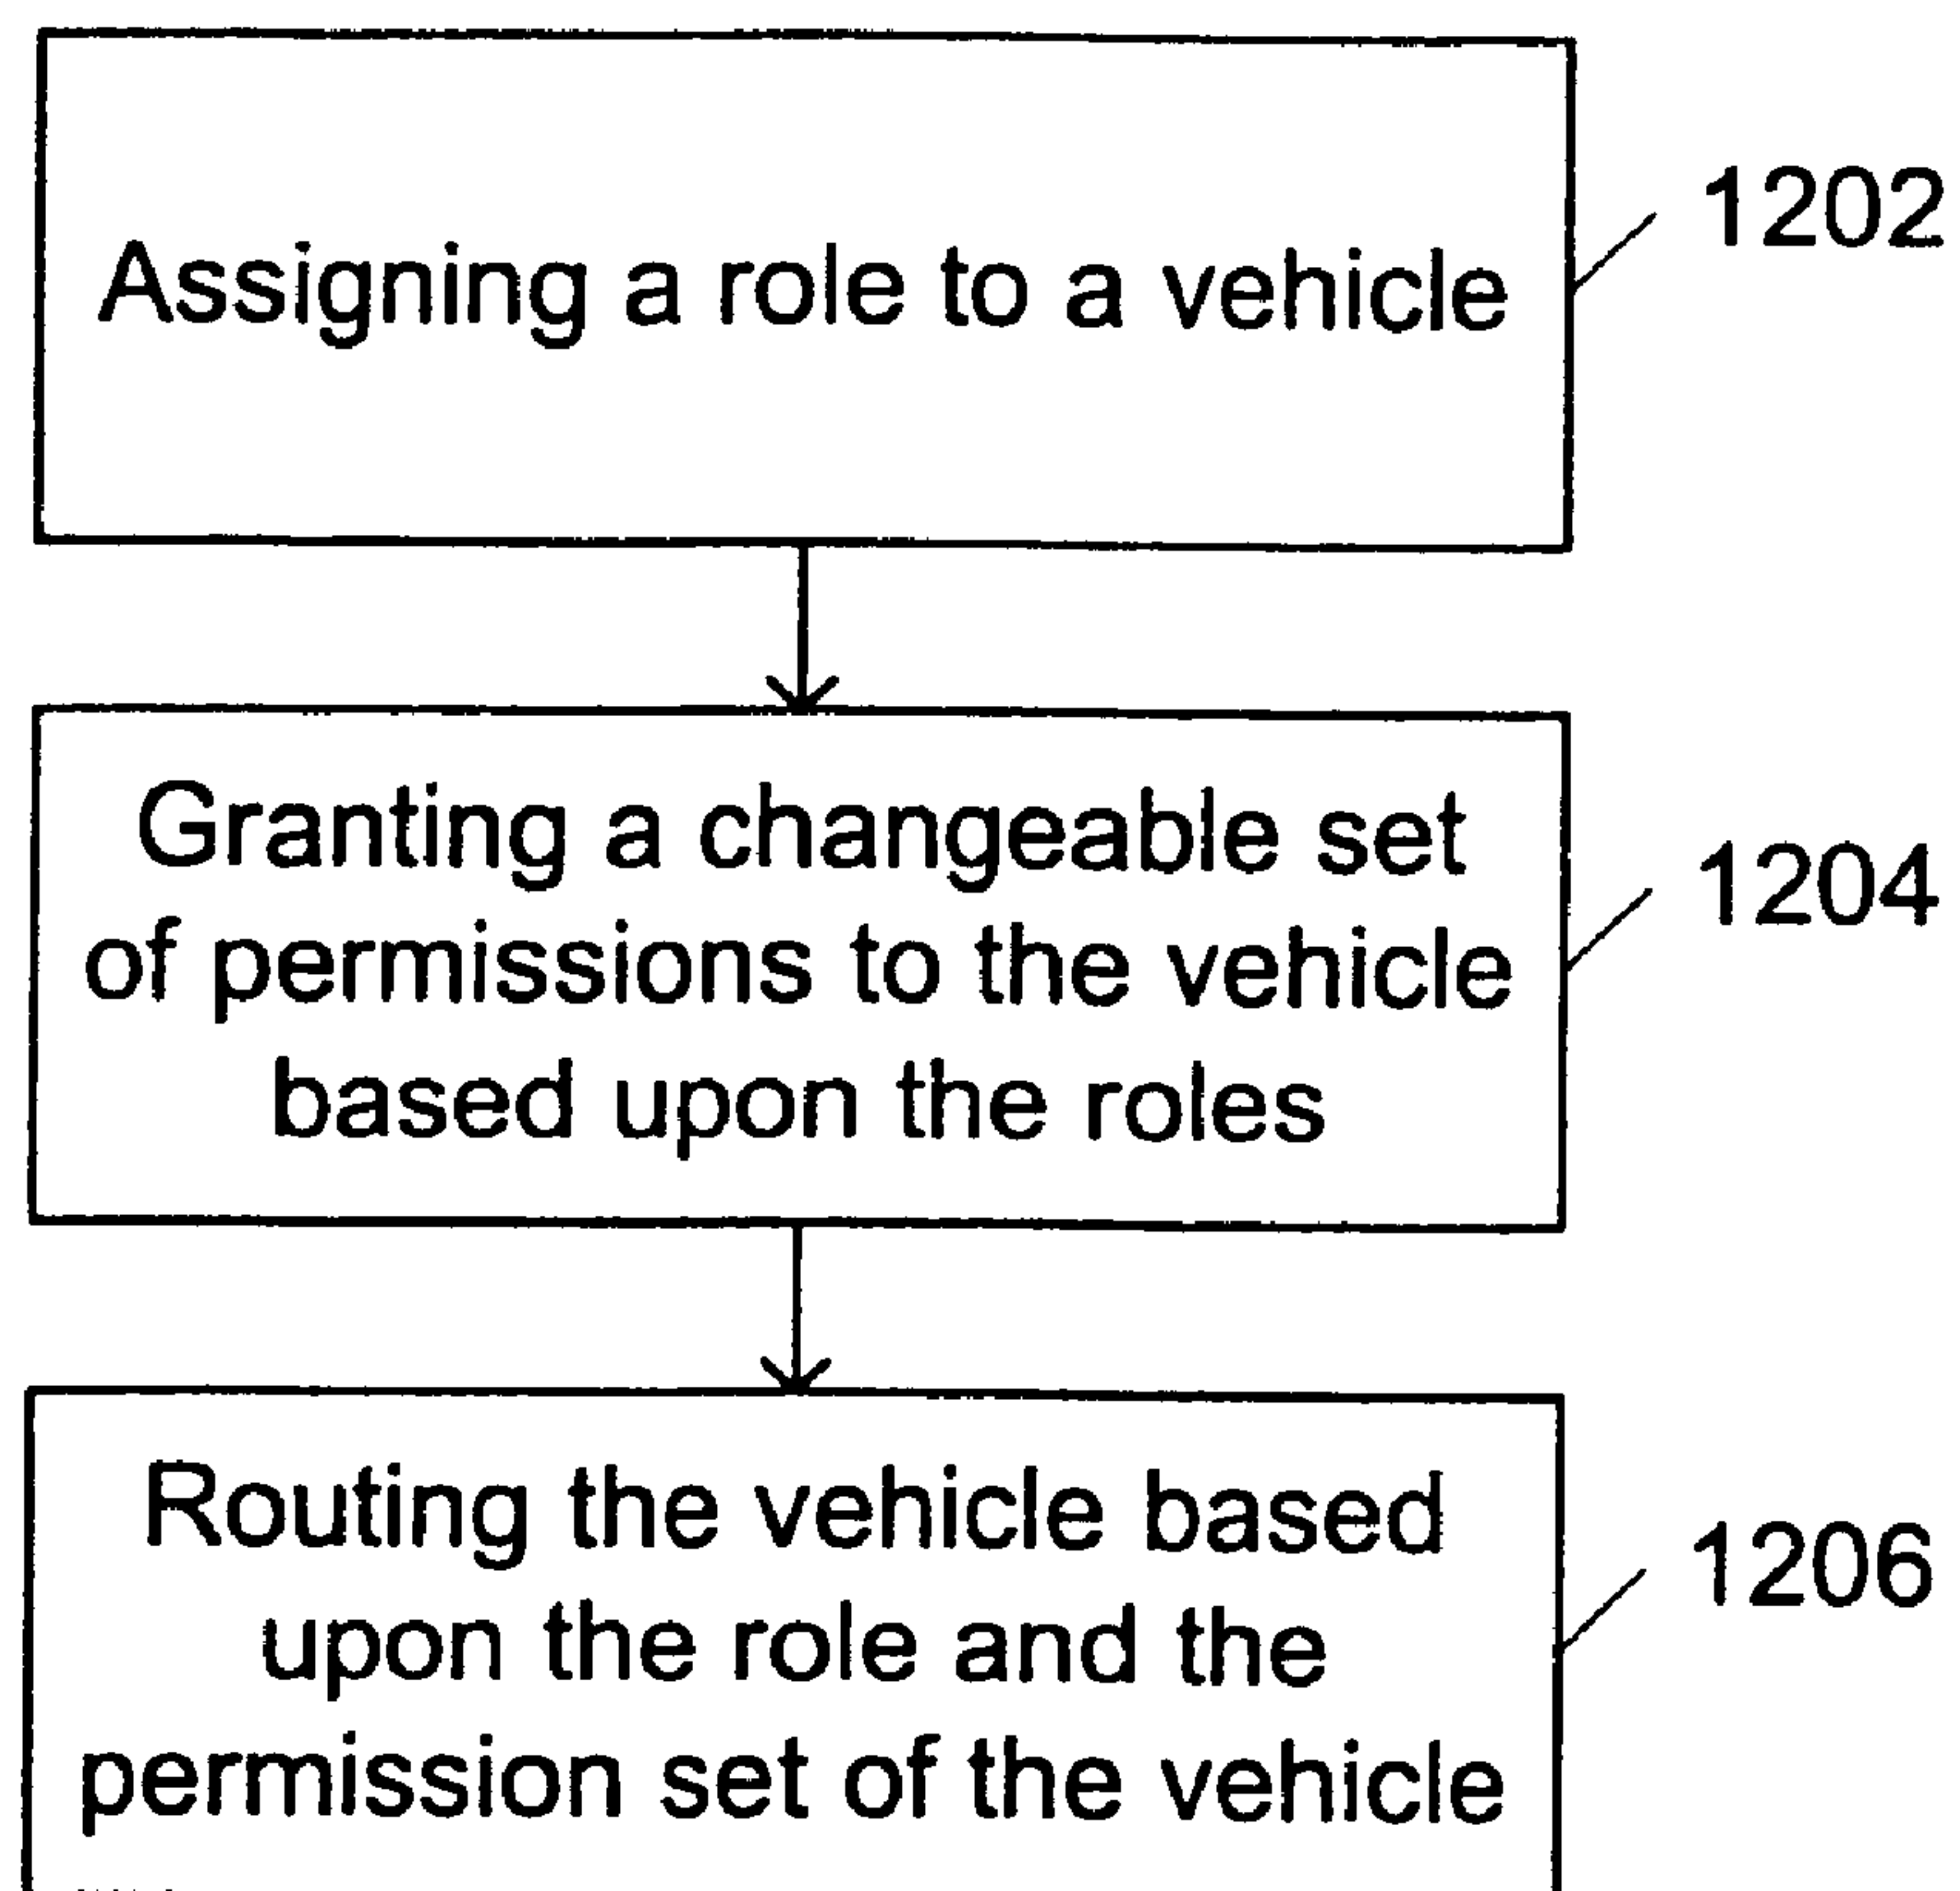 Assigning a role to a vehicle
1202
Granting a changeable set
of permissions to the vehicle
based upon the roles
1204
Routing the vehicle based
upon the role and the
permission set of the vehicle
1206